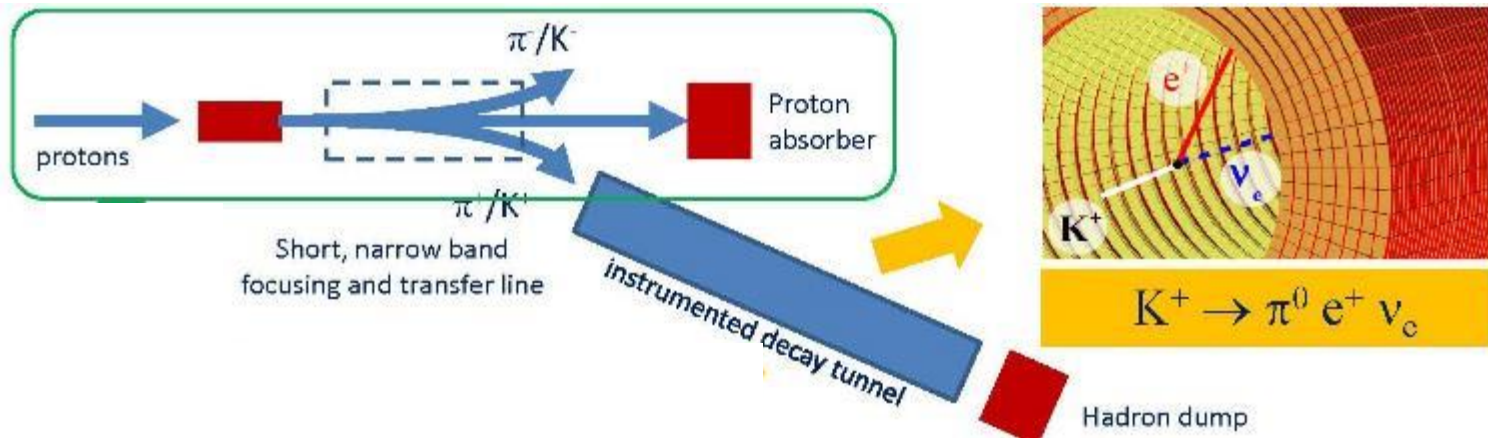 π⁻/K⁻
protons
Proton
absorber
π⁺/K⁺
Short, narrow band
focusing and transfer line
instrumented decay tunnel
Hadron dump
e⁺
νₑ
K⁺
K⁺ → π⁰ e⁺ νₑ